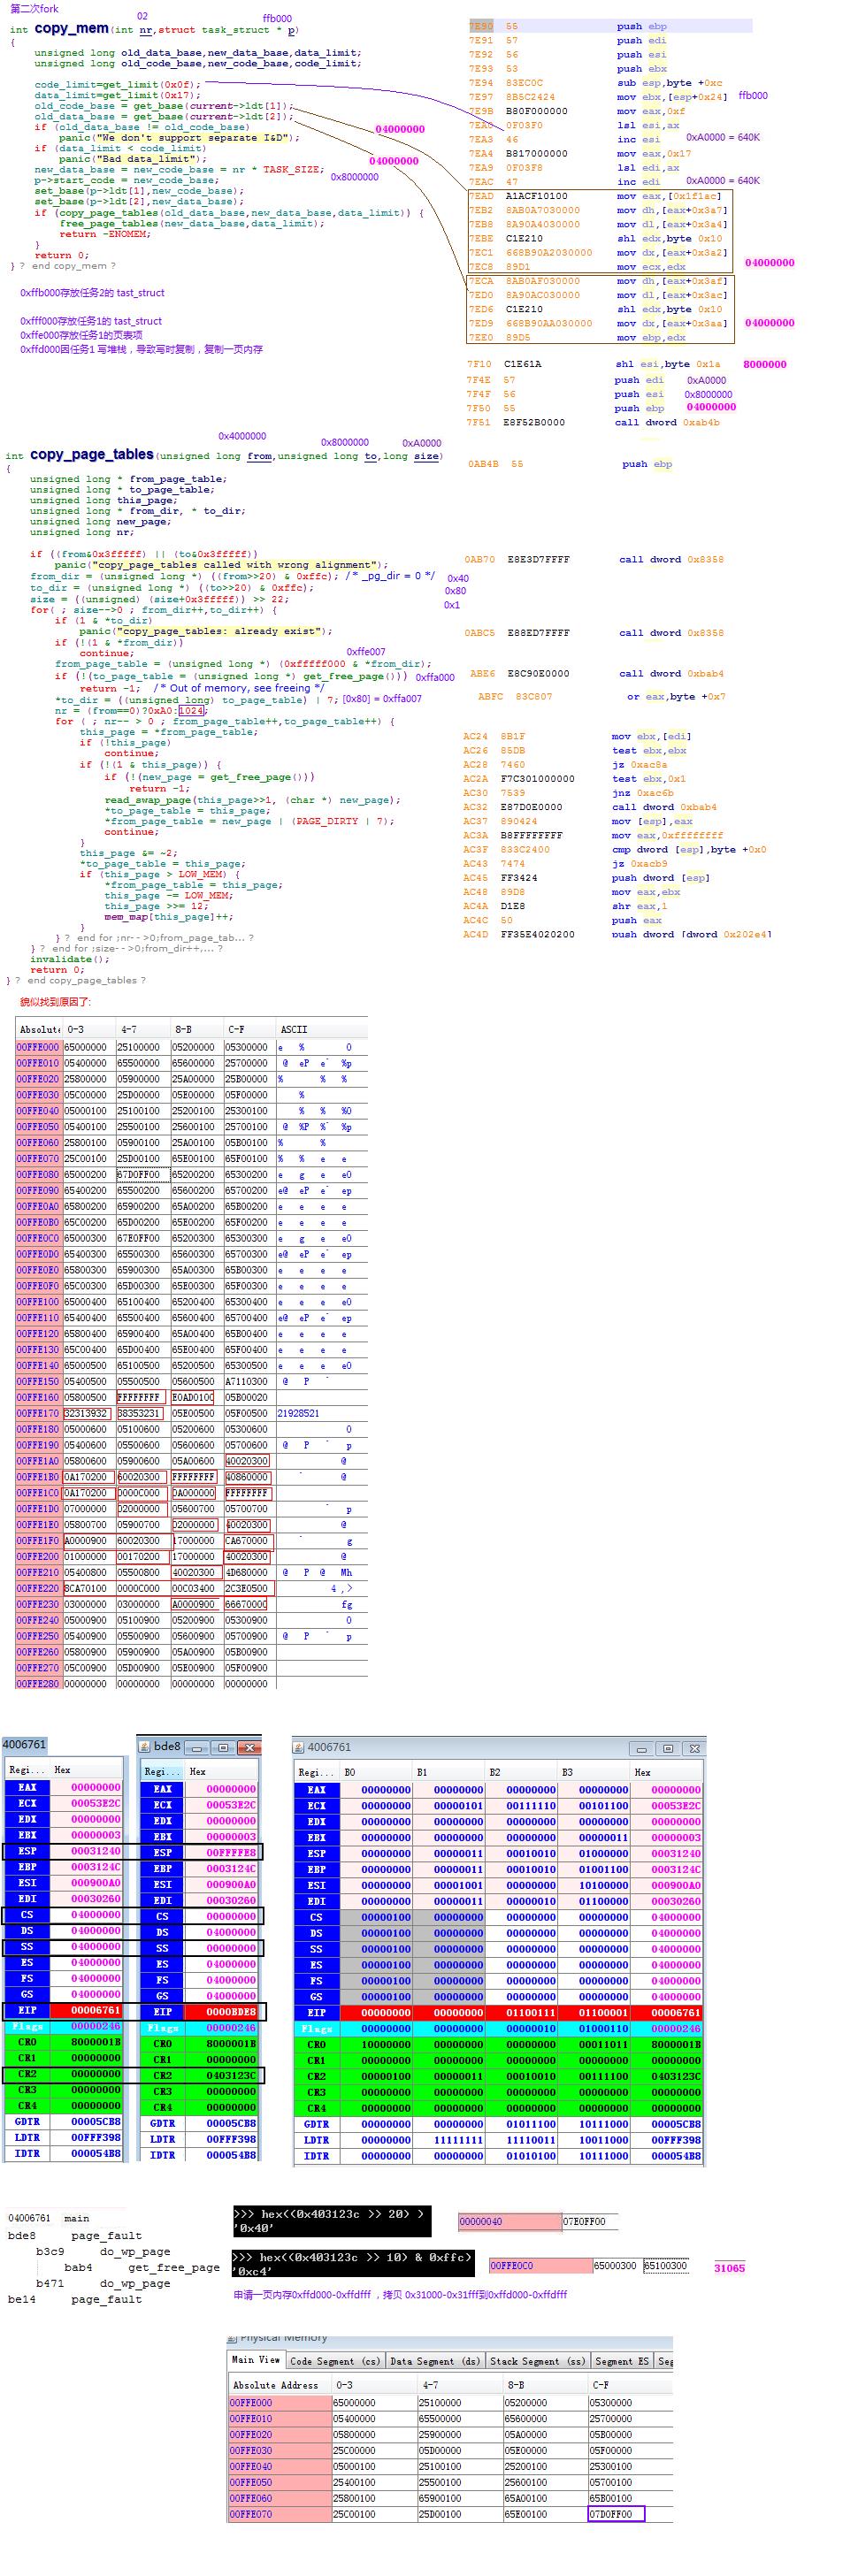 第二次fork
02
ffb000
int copy_mem(int nr,struct task_struct * p)
{
unsigned long old_data_base,new_data_base,data_limit;
unsigned long old_code_base,new_code_base,code_limit;
code_limit=get_limit(0x0f);
data_limit=get_limit(0x17);
old_code_base = get_base(current->ldt[1]);
old_data_base = get_base(current->ldt[2]);
if (old_data_base != old_code_base)
panic("We don't support separate I&D");
if (data_limit < code_limit)
panic("Bad data_limit");
new_data_base = new_code_base = nr * TASK_SIZE;
p->start_code = new_code_base;
set_base(p->ldt[1],new_code_base);
set_base(p->ldt[2],new_data_base);
if (copy_page_tables(old_data_base,new_data_base,data_limit)) {
free_page_tables(new_data_base,data_limit);
return -ENOMEM;
}
return 0;
} ? end copy_mem ?
04000000
04000000
0x8000000
0xffb000存放任务2的 tast_struct
0xfff000存放任务1的 tast_struct
0xffe000存放任务1的页表项
0xffd000因任务1 写堆栈，导致写时复制，复制一页内存
7E90 55 push ebp
7E91 57 push edi
7E92 56 push esi
7E93 53 push ebx
7E94 83EC0C sub esp,byte +0xc
7E97 8B5C2424 mov ebx,[esp+0x24] ffb000
7E9B B80F000000 mov eax,0xf
7EA0 0F03F0 lsl esi,ax
7EA3 46 inc esi 0xA0000 = 640K
7EA4 B817000000 mov eax,0x17
7EA9 0F03F8 lsl edi,ax
7EAC 47 inc edi 0xA0000 = 640K
7EAD A1ACF10100 mov eax,[0x1f1ac]
7EB2 8AB0A7030000 mov dh,[eax+0x3a7]
7EB8 8A90A4030000 mov dl,[eax+0x3a4]
7EBE C1E210 shl edx,byte 0x10
7EC1 668B90A2030000 mov dx,[eax+0x3a2]
7EC8 89D1 mov ecx,edx 04000000
7ECA 8AB0AF030000 mov dh,[eax+0x3af]
7ED0 8A90AC030000 mov dl,[eax+0x3ac]
7ED6 C1E210 shl edx,byte 0x10
7ED9 668B90AA030000 mov dx,[eax+0x3aa] 04000000
7EE0 89D5 mov ebp,edx
7F10 C1E61A shl esi,byte 0x1a 8000000
7F4E 57 push edi 0xA0000
7F4F 56 push esi 0x8000000
7F50 55 push ebp 04000000
7F51 E8F52B0000 call dword 0xab4b
0x4000000 0x8000000 0xA0000
int copy_page_tables(unsigned long from,unsigned long to,long size)
{
unsigned long * from_page_table;
unsigned long * to_page_table;
unsigned long this_page;
unsigned long * from_dir, * to_dir;
unsigned long new_page;
unsigned long nr;
if ((from&0x3fffff) || (to&0x3fffff))
panic("copy_page_tables called with wrong alignment");
from_dir = (unsigned long *) ((from>>20) & 0xffc); /* _pg_dir = 0 */ 0x40
to_dir = (unsigned long *) ((to>>20) & 0xffc); 0x80
size = ((unsigned) (size+0x3fffff)) >> 22; 0x1
for( ; size-->0 ; from_dir++,to_dir++) {
if (1 & *to_dir)
panic("copy_page_tables: already exist");
if (!(1 & *from_dir))
continue; 0xffe007
from_page_table = (unsigned long *) (0xfffff000 & *from_dir);
if (!(to_page_table = (unsigned long *) get_free_page())) 0xffa000
return -1; /* Out of memory, see freeing */
*to_dir = ((unsigned long) to_page_table) | 7; [0x80] = 0xffa007
nr = (from==0)?0xA0:1024;
for ( ; nr-- > 0 ; from_page_table++,to_page_table++) {
this_page = *from_page_table;
if (!this_page)
continue;
if (!(1 & this_page)) {
if (!(new_page = get_free_page()))
return -1;
read_swap_page(this_page>>1, (char *) new_page);
*to_page_table = this_page;
*from_page_table = new_page | (PAGE_DIRTY | 7);
continue;
}
this_page &= ~2;
*to_page_table = this_page;
if (this_page > LOW_MEM) {
*from_page_table = this_page;
this_page -= LOW_MEM;
this_page >>= 12;
mem_map[this_page]++;
}
} ? end for ;nr-->0;from_page_tab... ?
} ? end for ;size-->0;from_dir++,... ?
invalidate();
return 0;
} ? end copy_page_tables ?
0AB4B 55 push ebp
0AB70 E8E3D7FFFF call dword 0x8358
0ABC5 E88ED7FFFF call dword 0x8358
ABE6 E8C90E0000 call dword 0xbab4
ABFC 83C807 or eax,byte +0x7
AC24 8B1F mov ebx,[edi]
AC26 85DB test ebx,ebx
AC28 7460 jz 0xac8a
AC2A F7C301000000 test ebx,0x1
AC30 7539 jnz 0xac6b
AC32 E87D0E0000 call dword 0xbab4
AC37 890424 mov [esp],eax
AC3A B8FFFFFFFF mov eax,0xffffffff
AC3F 833C2400 cmp dword [esp],byte +0x0
AC43 7474 jz 0xacb9
AC45 FF3424 push dword [esp]
AC48 89D8 mov eax,ebx
AC4A D1E8 shr eax,1
AC4C 50 push eax
AC4D FF35E4020200 push dword [dword 0x202e4]
貌似找到原因了:
Absolute 0-3 4-7 8-B C-F ASCII
00FFE000 65000000 25100000 05200000 05300000 e % 0
00FFE010 05400000 65500000 65600000 25700000 @ eP e` %p
00FFE020 25800000 05900000 25A00000 25B00000 % % %
00FFE030 05C00000 25D00000 05E00000 05F00000 %
00FFE040 05000100 25100100 25200100 25300100 % % %0
00FFE050 05400100 25500100 25600100 25700100 @ %P %` %p
00FFE060 25800100 05900100 25A00100 05B00100 % %
00FFE070 25C00100 25D00100 65E00100 65F00100 % % e e
00FFE080 65000200 67D0FF00 65200200 65300200 e g e e0
00FFE090 65400200 65500200 65600200 65700200 e@ eP e` ep
00FFE0A0 65800200 65900200 65A00200 65B00200 e e e e
00FFE0B0 65C00200 65D00200 65E00200 65F00200 e e e e
00FFE0C0 65000300 67E0FF00 65200300 65300300 e g e e0
00FFE0D0 65400300 65500300 65600300 65700300 e@ eP e` ep
00FFE0E0 65800300 65900300 65A00300 65B00300 e e e e
00FFE0F0 65C00300 65D00300 65E00300 65F00300 e e e e
00FFE100 65000400 65100400 65200400 65300400 e e e e0
00FFE110 65400400 65500400 65600400 65700400 e@ eP e` ep
00FFE120 65800400 65900400 65A00400 65B00400 e e e e
00FFE130 65C00400 65D00400 65E00400 65F00400 e e e e
00FFE140 65000500 65100500 65200500 65300500 e e e e0
00FFE150 05400500 05500500 05600500 A7110300 @ P `
00FFE160 05800500 FFFFFFFF E0AD0100 05B00020
00FFE170 32313932 38353231 05E00500 05F00500 21928521
00FFE180 05000600 05100600 05200600 05300600 0
00FFE190 05400600 05500600 05600600 05700600 @ P ` p
00FFE1A0 05800600 05900600 05A00600 40020300 @
00FFE1B0 0A170200 60020300 FFFFFFFF 40860000 ` @
00FFE1C0 0A170200 0000C000 0A000000 FFFFFFFF
00FFE1D0 07000000 02000000 05600700 05700700 ` p
00FFE1E0 05800700 05900700 02000000 40020300 @
00FFE1F0 A0000900 60020300 17000000 CA670000 ` g
00FFE200 01000000 00170200 17000000 40020300 @
00FFE210 05400800 05500800 40020300 4D680000 @ P @ Mh
00FFE220 8CA70100 0000C000 00C03400 2C3E0500 4 ,>
00FFE230 03000000 03000000 A0000900 66670000 fg
00FFE240 05000900 05100900 05200900 05300900 0
00FFE250 05400900 05500900 05600900 05700900 @ P ` p
00FFE260 05800900 05900900 05A00900 05B00900
00FFE270 05C00900 05D00900 05E00900 05F00900
00FFE280 00000000 00000000 00000000 00000000
4006761
Regi... Hex
EAX 00000000
ECX 00053E2C
EDX 00000000
EBX 00000003
ESP 00031240
EBP 0003124C
ESI 000900A0
EDI 00030260
CS 04000000
DS 04000000
SS 04000000
ES 04000000
FS 04000000
GS 04000000
EIP 00006761
Flags 00000246
CR0 8000001B
CR1 00000000
CR2 00000000
CR3 00000000
CR4 00000000
GDTR 00005CB8
LDTR 00FFF398
IDTR 000054B8
bde8
Regi... Hex
EAX 00000000
ECX 00053E2C
EDX 00000000
EBX 00000003
ESP 00FFFFE8
EBP 0003124C
ESI 000900A0
EDI 00030260
CS 00000000
DS 04000000
SS 00000000
ES 04000000
FS 04000000
GS 04000000
EIP 0000BDE8
Flags 00000246
CR0 8000001B
CR1 00000000
CR2 0403123C
CR3 00000000
CR4 00000000
GDTR 00005CB8
LDTR 00FFF398
IDTR 000054B8
4006761
Regi... B0 B1 B2 B3 Hex
EAX 00000000 00000000 00000000 00000000 00000000
ECX 00000000 00000101 00111110 00101100 00053E2C
EDX 00000000 00000000 00000000 00000000 00000000
EBX 00000000 00000000 00000000 00000011 00000003
ESP 00000000 00000011 00010010 01000000 00031240
EBP 00000000 00000011 00010010 01001100 0003124C
ESI 00000000 00001001 00000000 10100000 000900A0
EDI 00000000 00000011 00000010 01100000 00030260
CS 00000100 00000000 00000000 00000000 04000000
DS 00000100 00000000 00000000 00000000 04000000
SS 00000100 00000000 00000000 00000000 04000000
ES 00000100 00000000 00000000 00000000 04000000
FS 00000100 00000000 00000000 00000000 04000000
GS 00000100 00000000 00000000 00000000 04000000
EIP 00000000 00000000 01100111 01100001 00006761
Flags 00000000 00000000 00000010 01000110 00000246
CR0 10000000 00000000 00000000 00011011 8000001B
CR1 00000000 00000000 00000000 00000000 00000000
CR2 00000100 00000011 00010010 00111100 0403123C
CR3 00000000 00000000 00000000 00000000 00000000
CR4 00000000 00000000 00000000 00000000 00000000
GDTR 00000000 00000000 01011100 10111000 00005CB8
LDTR 00000000 11111111 11110011 10011000 00FFF398
IDTR 00000000 00000000 01010100 10111000 000054B8
04006761 main
bde8 page_fault
b3c9 do_wp_page
bab4 get_free_page
b471 do_wp_page
be14 page_fault
>>> hex((0x403123c >> 20) )
'0x40'
00000040 07E0FF00
>>> hex((0x403123c >> 10) & 0xffc)
'0xc4'
00FFE0C0 65000300 65100300 31065
申请一页内存0xffd000-0xffdfff ，拷贝 0x31000-0x31fff到0xffd000-0xffdfff
Physical Memory
Main View Code Segment (cs) Data Segment (ds) Stack Segment (ss) Segment ES Seg
Absolute Address 0-3 4-7 8-B C-F
00FFE000 65000000 25100000 05200000 05300000
00FFE010 05400000 65500000 65600000 25700000
00FFE020 05800000 25900000 05A00000 05B00000
00FFE030 25C00000 05D00000 05E00000 05F00000
00FFE040 05000100 25100100 25200100 25300100
00FFE050 25400100 25500100 25600100 05700100
00FFE060 25800100 65900100 65A00100 65B00100
00FFE070 25C00100 25D00100 65E00100 07D0FF00